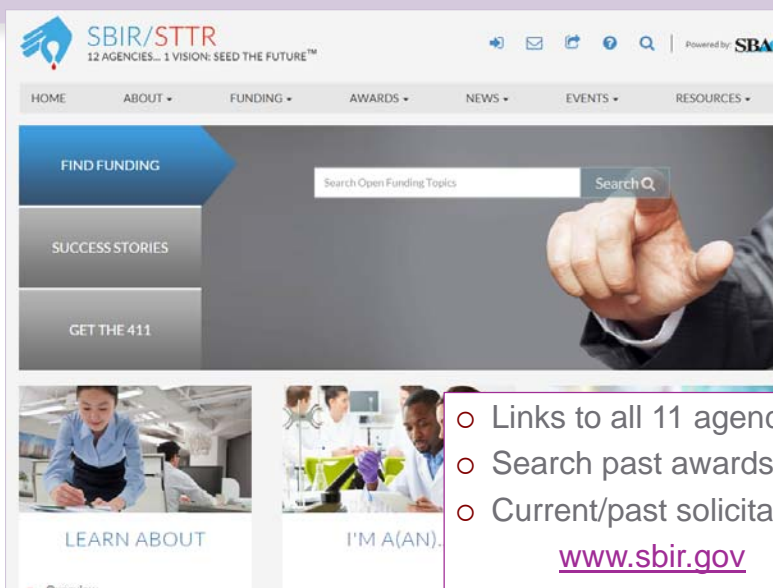 SBIR/STTR
12 AGENCIES... 1 VISION: SEED THE FUTURE™
Powered by: SBA
HOME ABOUT FUNDING AWARDS NEWS EVENTS RESOURCES
FIND FUNDING
Search Open Funding Topics
Search
SUCCESS STORIES
GET THE 411
LEARN ABOUT
I'M A(AN)..
Links to all 11
Search past awards
Current/past
www.sbir.gov